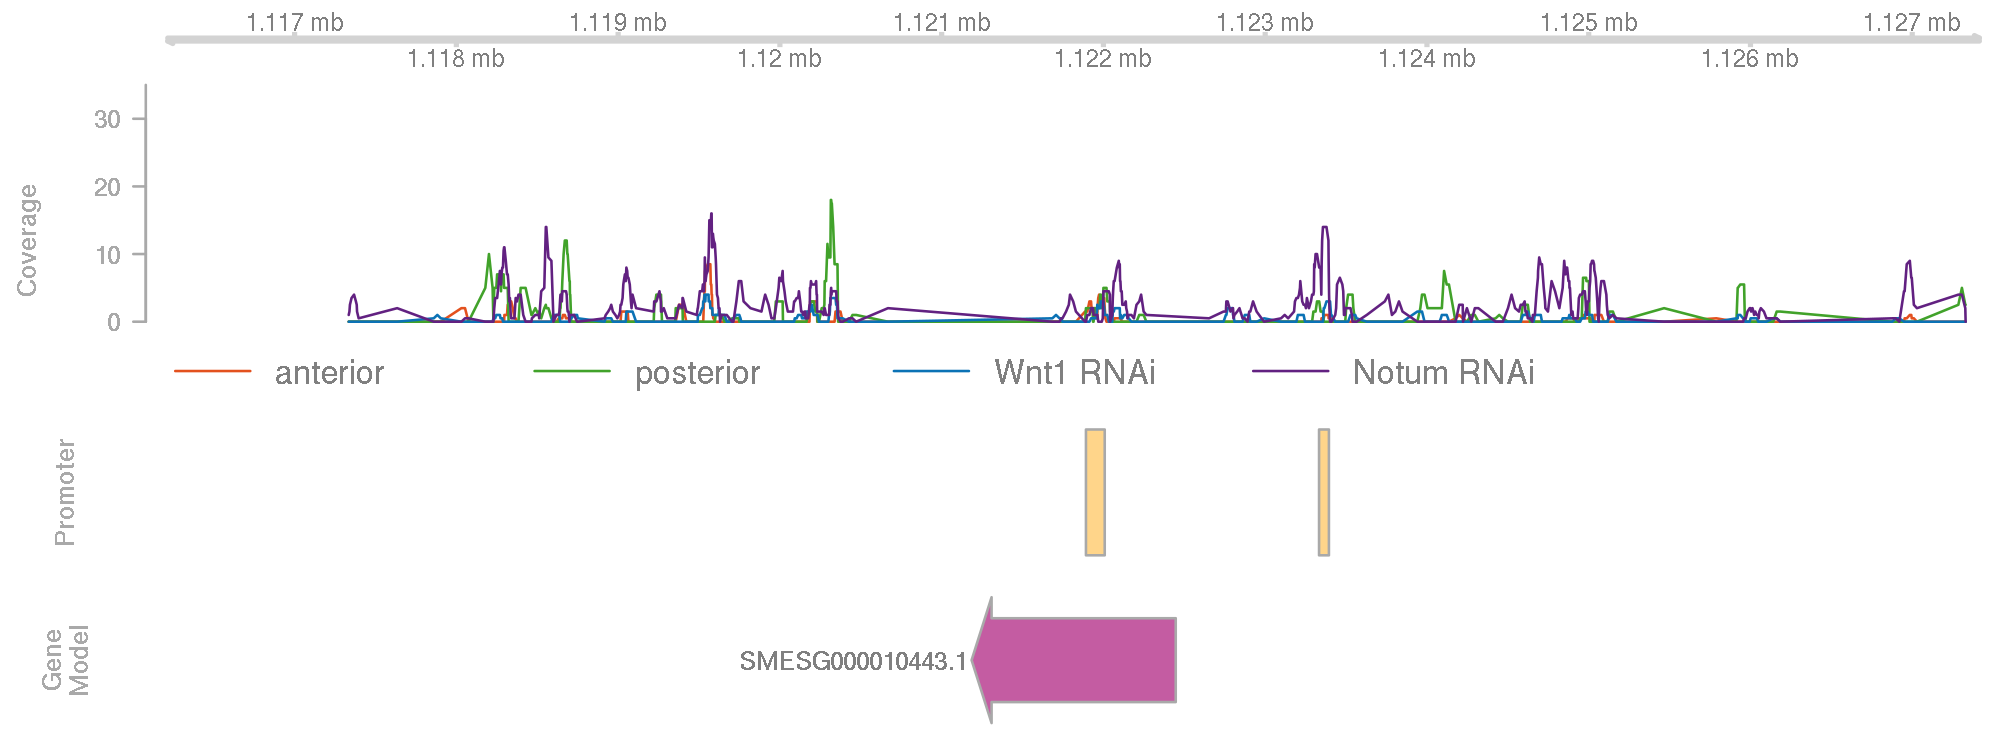 1.117 mb 1.119 mb 1.121 mb 1.123 mb 1.125 mb 1.127 mb
1.118 mb 1.12 mb 1.122 mb 1.124 mb 1.126 mb
Coverage
30
20
10
0
anterior posterior Wnt1 RNAi Notum RNAi
Promoter
Gene
Model
SMESG000010443.1